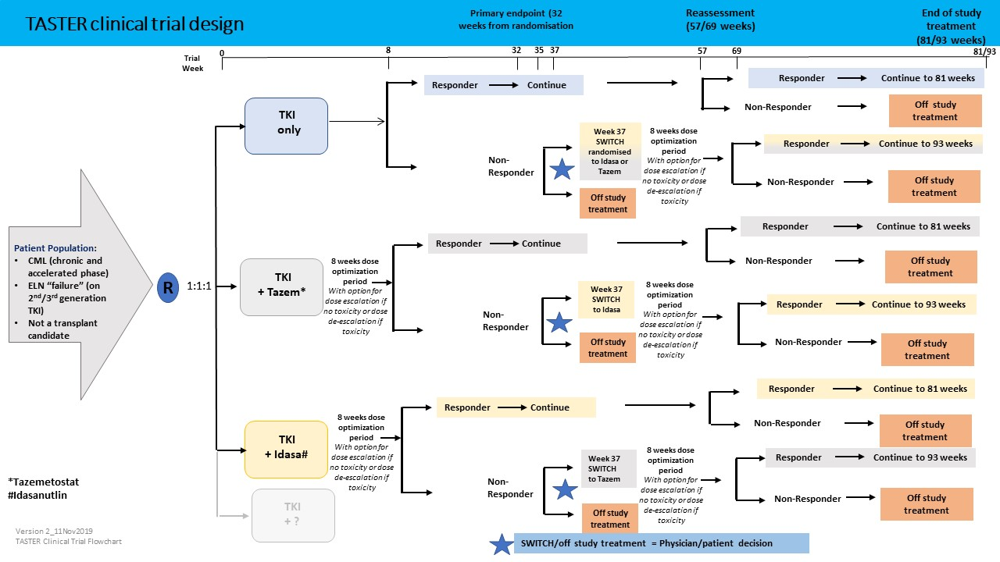 TASTER clinical trial design
Primary endpoint (32
weeks from randomisation
Reassessment
(57/69 weeks)
End of study
treatment
(81/93 weeks)
Trial
Week
0
8
32
35
37
57
69
81/93
Patient Population:
• CML (chronic and
accelerated phase)
• ELN “failure” (on
2nd/3rd generation
TKI)
• Not a transplant
candidate
R
1:1:1
TKI
only
Responder
Continue
Responder
Continue to 81 weeks
Non-Responder
Off study
treatment
Non-
Responder
Week 37
SWITCH
randomised
to Idasa or
Tazem
Off study
treatment
8 weeks dose
optimization
period
With option for
dose escalation if
no toxicity or dose
de-escalation if
toxicity
Responder
Continue to 93 weeks
Non-Responder
Off study
treatment
TKI
+ Tazem*
8 weeks dose
optimization
period
With option for
dose escalation if
no toxicity or dose
de-escalation if
toxicity
Responder
Continue
Responder
Continue to 81 weeks
Non-Responder
Off study
treatment
Non-
Responder
Week 37
SWITCH
to Idasa
Off study
treatment
8 weeks dose
optimization
period
With option for
dose escalation if
no toxicity or dose
de-escalation if
toxicity
Responder
Continue to 93 weeks
Non-Responder
Off study
treatment
TKI
+ Idasa#
8 weeks dose
optimization
period
With option for
dose escalation if
no toxicity or dose
de-escalation if
toxicity
Responder
Continue
Responder
Continue to 81 weeks
Non-Responder
Off study
treatment
Non-
Responder
Week 37
SWITCH
to Tazem
Off study
treatment
8 weeks dose
optimization
period
With option for
dose escalation if
no toxicity or dose
de-escalation if
toxicity
Responder
Continue to 93 weeks
Non-Responder
Off study
treatment
TKI
+ ?
*Tazemetostat
#Idasanutlin
Version 2_11Nov2019
TASTER Clinical Trial Flowchart
SWITCH/off study treatment = Physician/patient decision